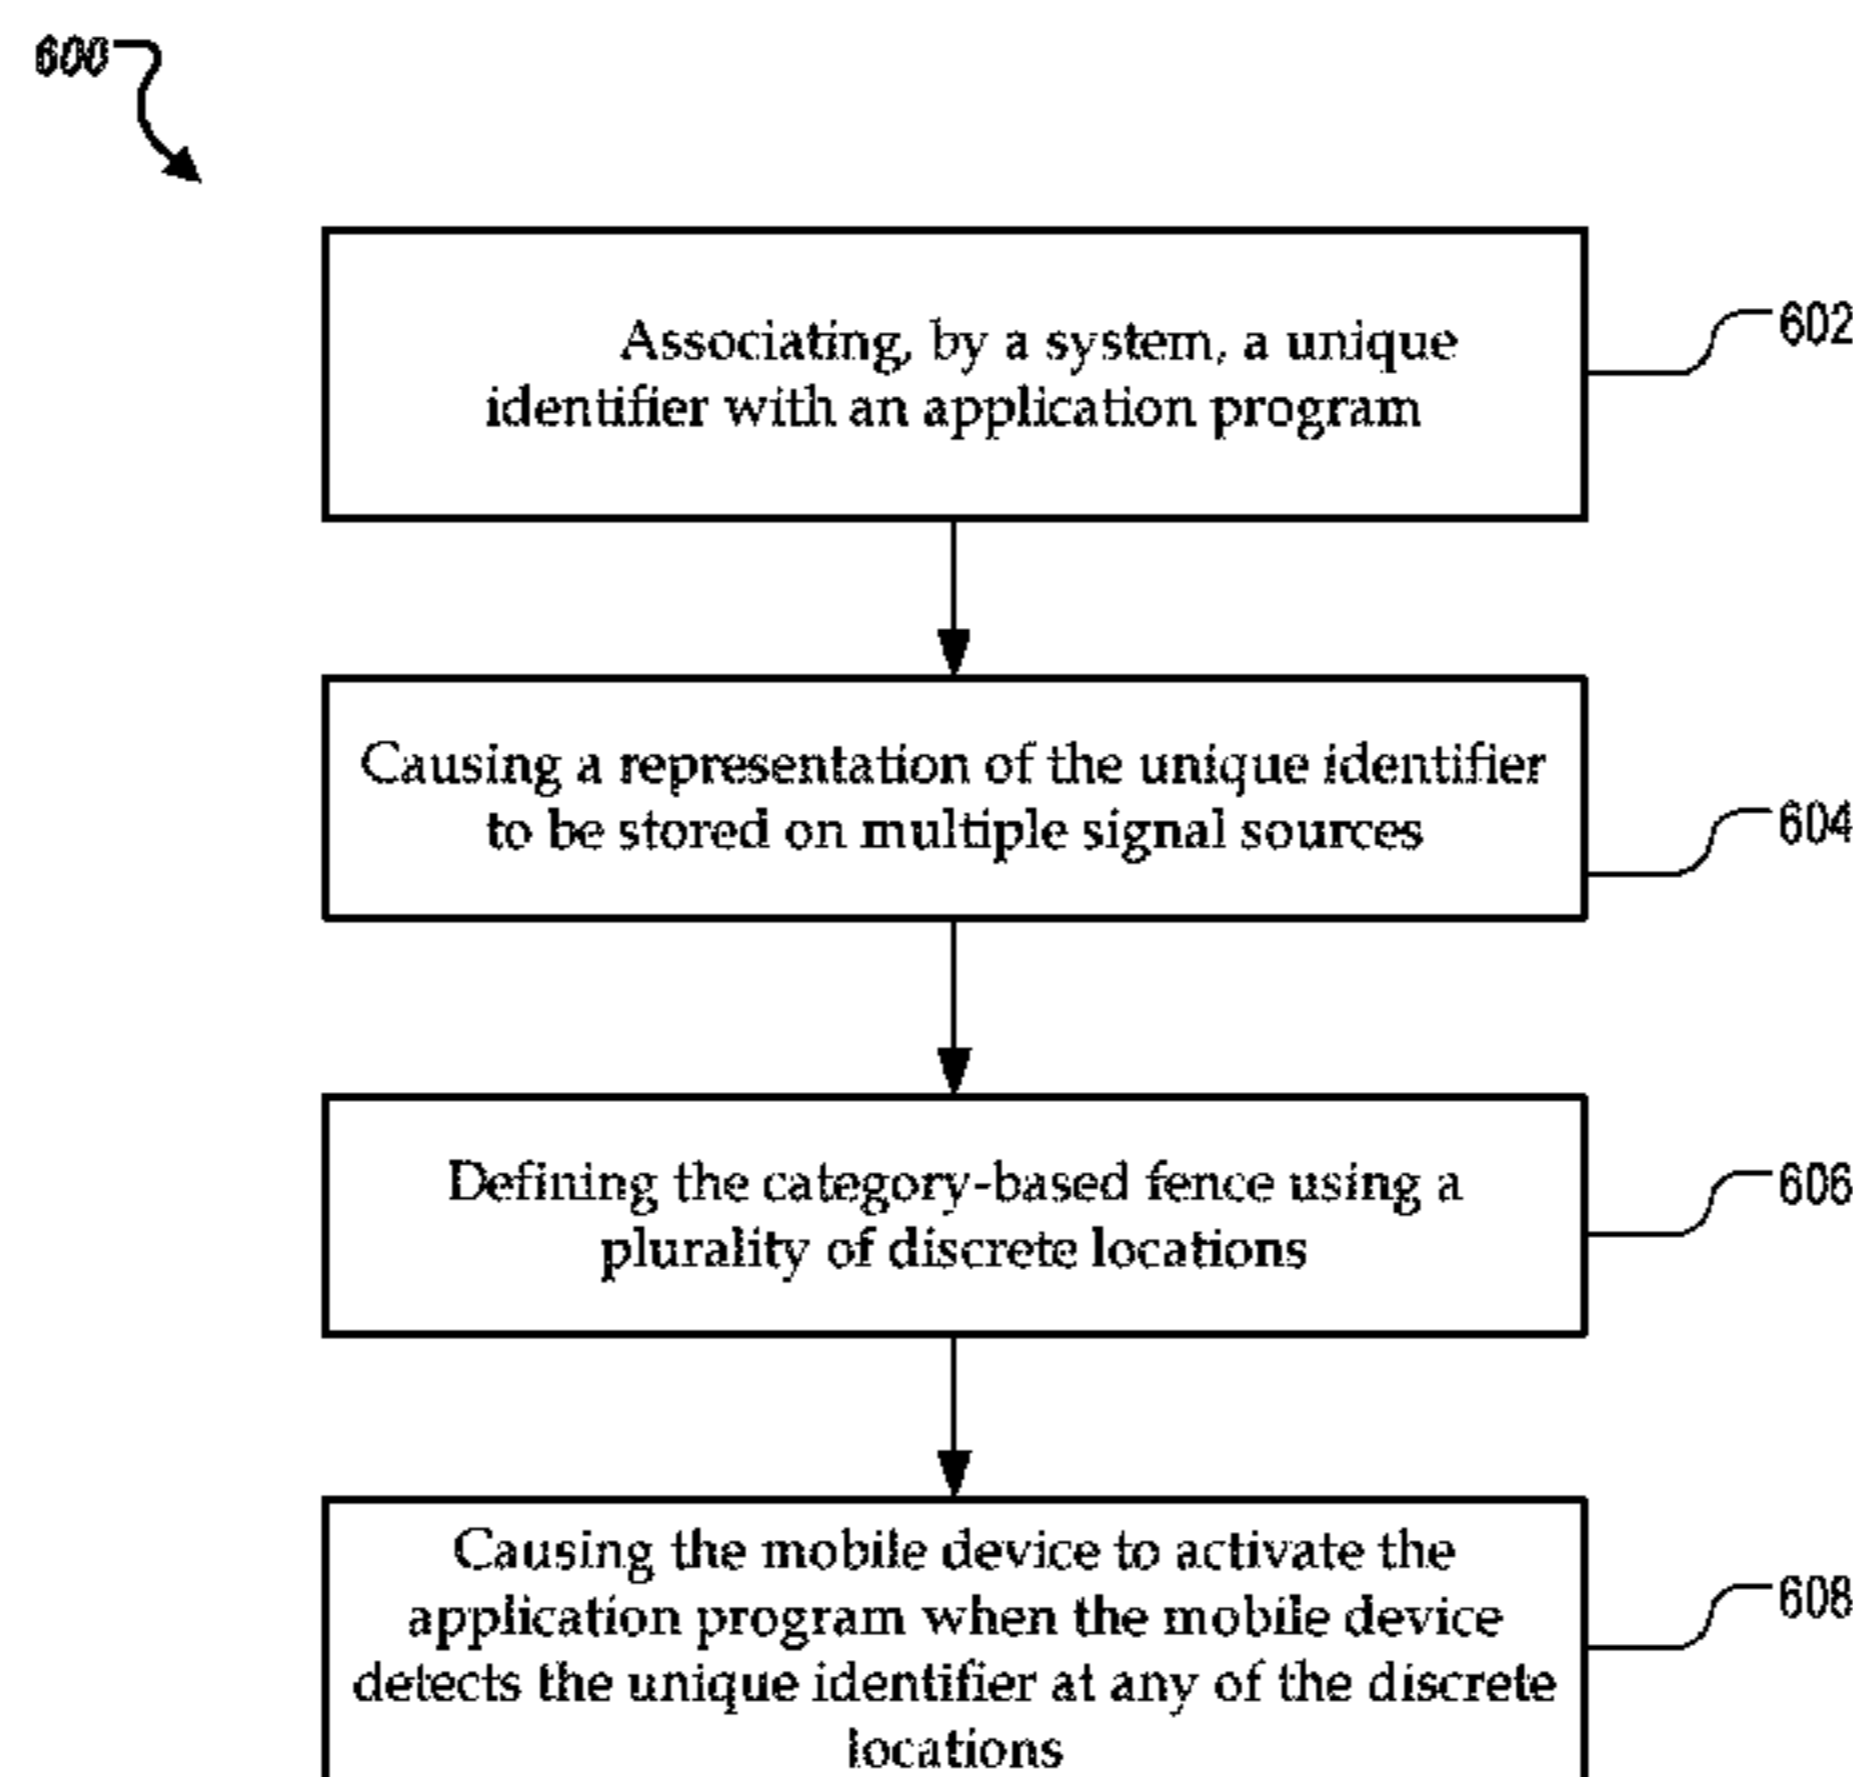 600
Associating, by a system, a unique
identifier with an application program
602
Causing a representation of the unique identifier
to be stored on multiple signal sources
604
Defining the category-based fence using a
plurality of discrete locations
606
Causing the mobile device to activate the
application program when the mobile device
detects the unique identifier at any of the discrete
locations
608